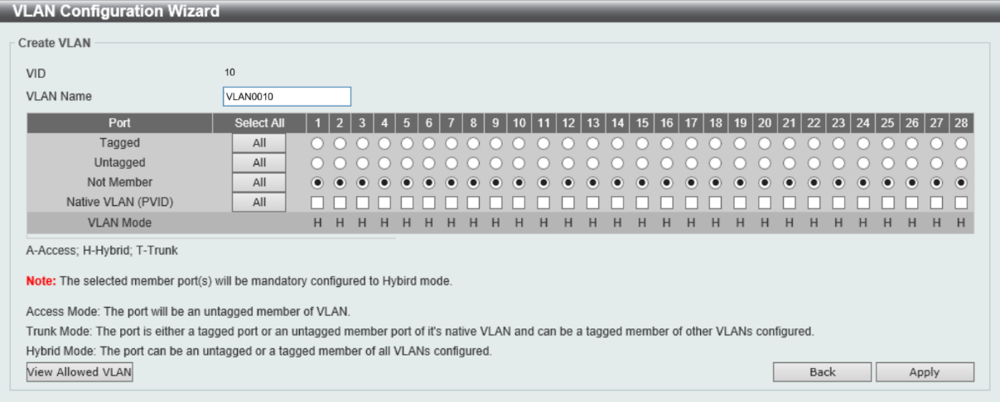 VLAN Configuration Wizard
Create VLAN
VID 10
VLAN Name VLAN0010
Port Select All 1 2 3 4 5 6 7 8 9 10 11 12 13 14 15 16 17 18 19 20 21 22 23 24 25 26 27 28
Tagged All
Untagged All
Not Member All
Native VLAN (PVID) All
VLAN Mode H H H H H H H H H H H H H H H H H H H H H H H H H H H H
A-Access; H-Hybrid; T-Trunk
Note: The selected member port(s) will be mandatory configured to Hybird mode.
Access Mode: The port will be an untagged member of VLAN.
Trunk Mode: The port is either a tagged port or an untagged member port of it's native VLAN and can be a tagged member of other VLANs configured.
Hybrid Mode: The port can be an untagged or a tagged member of all VLANs configured.
View Allowed VLAN Back Apply